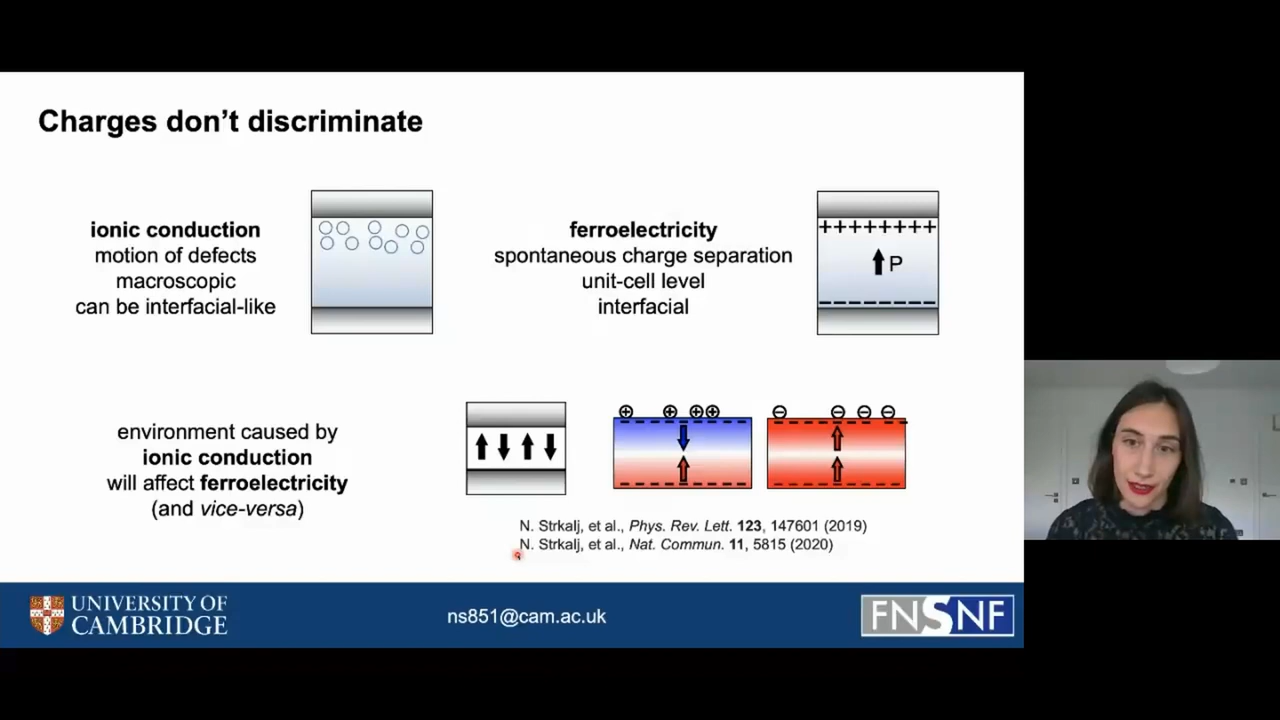 Charges don't discriminate
ionic conduction
motion of defects
macroscopic
can be interfacial-like
ferroelectricity
spontaneous charge separation
unit-cell level
interfacial
++++++++
P
environment caused by
ionic conduction
will affect ferroelectricity
(and vice-versa)
N. Strkalj, et al., Phys. Rev. Lett. 123, 147601 (2019)
N. Strkalj, et al., Nat. Commun. 11, 5815 (2020)
UNIVERSITY OF
CAMBRIDGE
ns851@cam.ac.uk
FNSNF